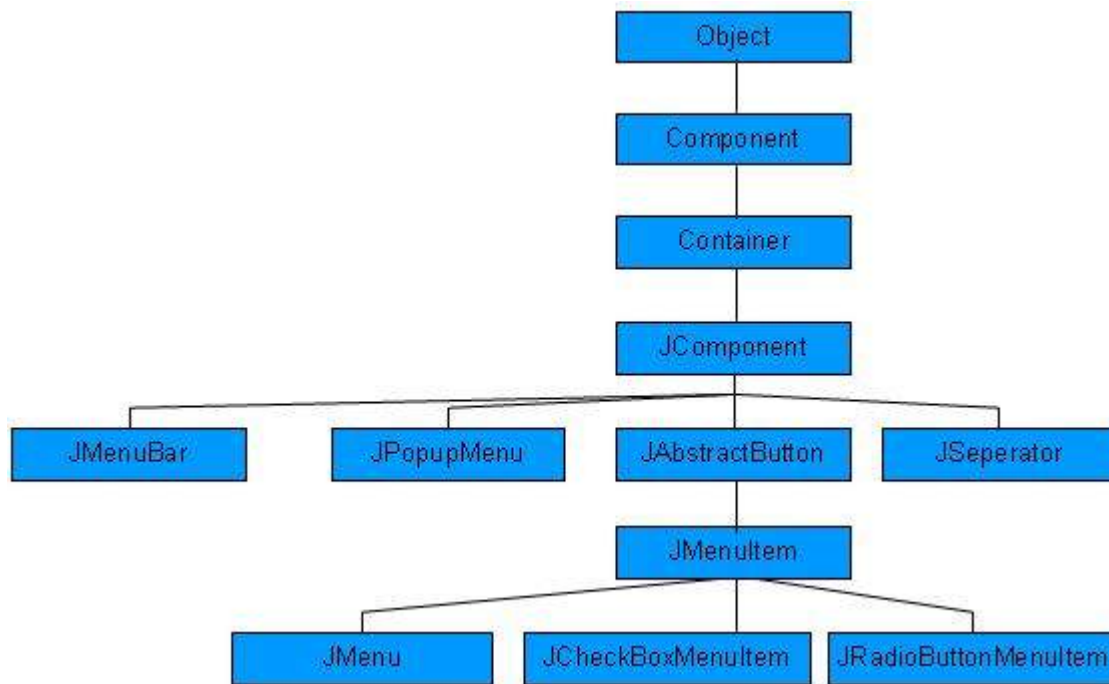 Object
Component
Container
JComponent
JMenuBar
JPopupMenu
JAbstractButton
JSeperator
JMenuItem
JMenu
JCheckBoxMenuItem
JRadioButtonMenuItem